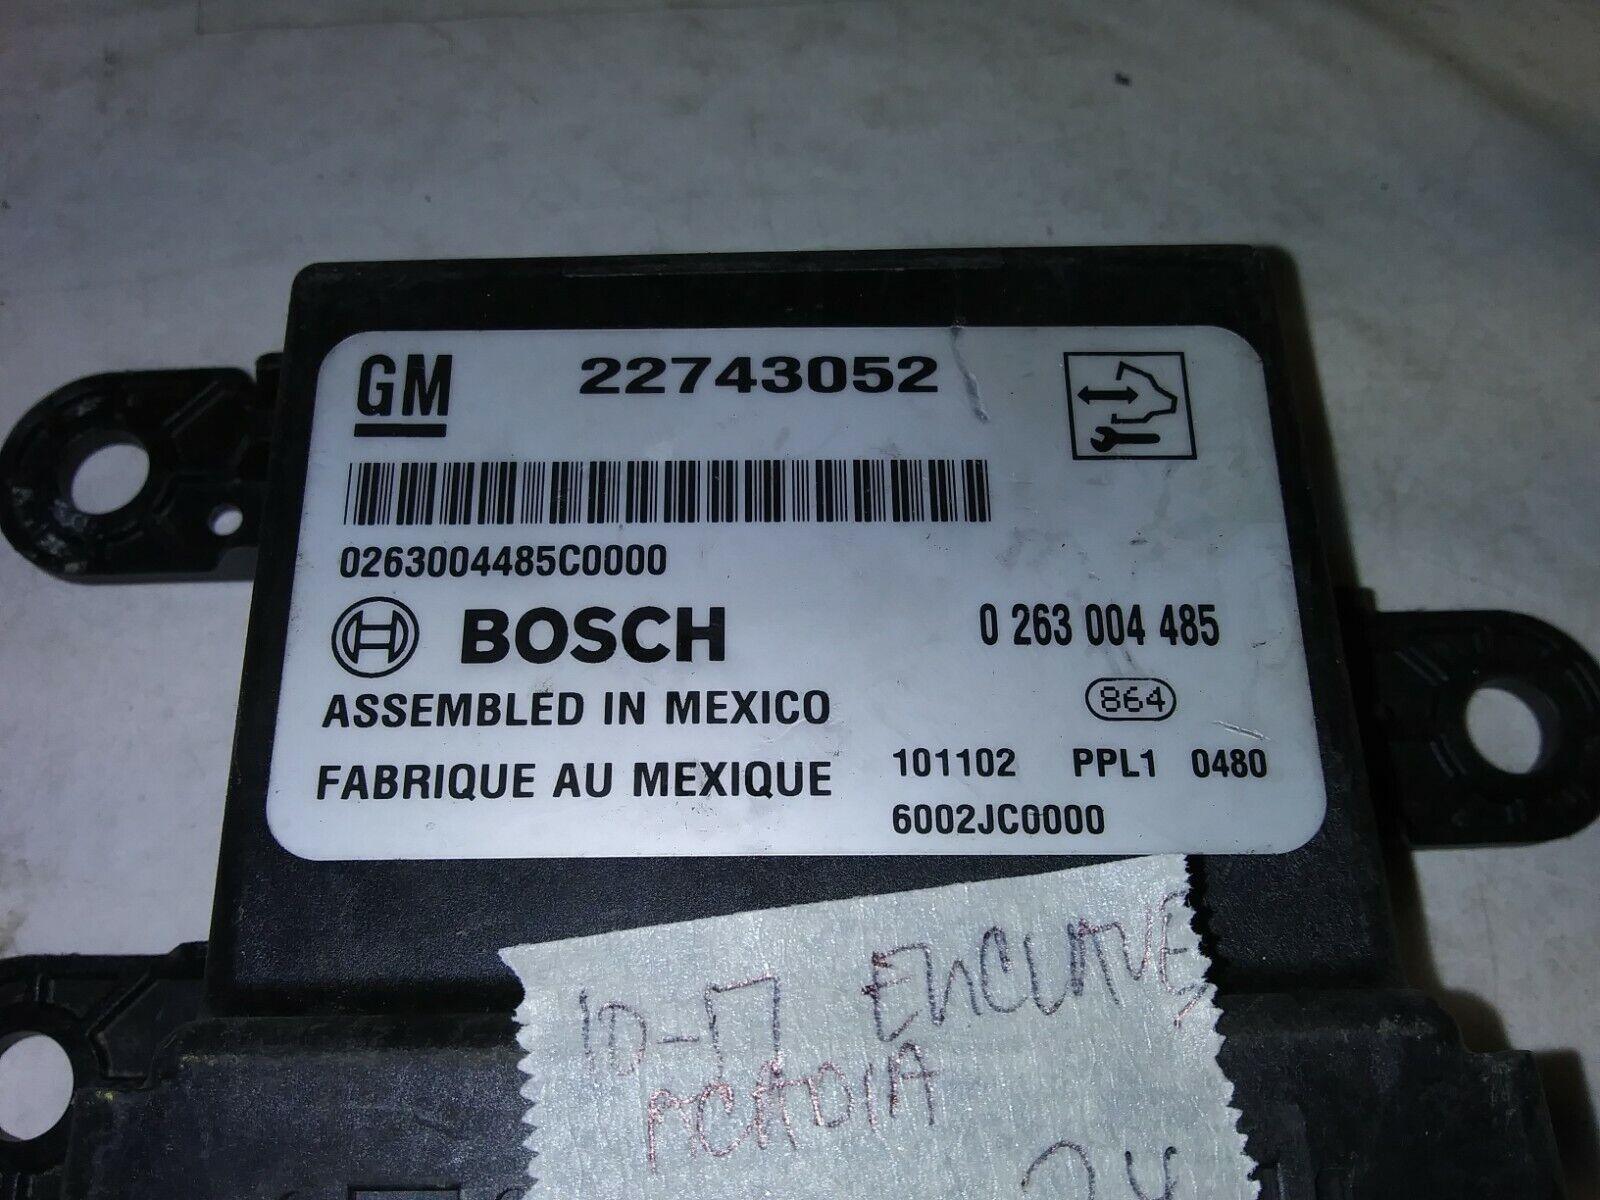 GM 22743052
0263004485C0000
BOSCH 0 263 004 485
ASSEMBLED IN MEXICO 864
FABRIQUE AU MEXIQUE 101102 PPL1 0480
6002JC0000
10-17 ENCLAVE,
ACADIA
24